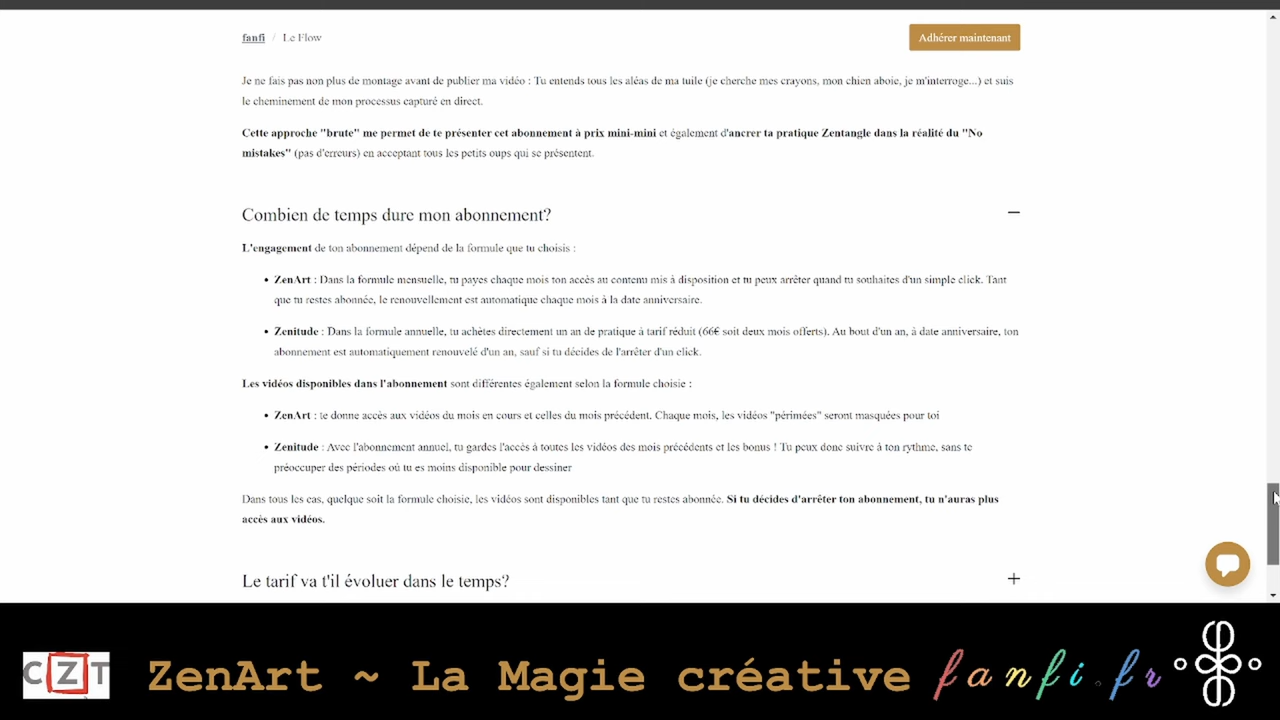 fanfi / Le Flow
Adhérer maintenant
Je ne fais pas non plus de montage avant de publier ma vidéo : Tu entends tous les aléas de ma tuile (je cherche mes crayons, mon chien aboie, je m'interroge...) et suis
le cheminement de mon processus capturé en direct.
Cette approche "brute" me permet de te présenter cet abonnement à prix mini-mini et également d'ancrer ta pratique Zentangle dans la réalité du "No
mistakes" (pas d'erreurs) en acceptant tous les petits oups qui se présentent.
Combien de temps dure mon abonnement?
L'engagement de ton abonnement dépend de la formule que tu choisis :
• ZenArt : Dans la formule mensuelle, tu payes chaque mois ton accès au contenu mis à disposition et tu peux arrêter quand tu souhaites d'un simple click. Tant
que tu restes abonnée, le renouvellement est automatique chaque mois à la date anniversaire.
• Zenitude : Dans la formule annuelle, tu achètes directement un an de pratique à tarif réduit (66€ soit deux mois offerts). Au bout d'un an, à date anniversaire, ton
abonnement est automatiquement renouvelé d'un an, sauf si tu décides de l'arrêter d'un click.
Les vidéos disponibles dans l'abonnement sont différentes également selon la formule choisie :
• ZenArt : te donne accès aux vidéos du mois en cours et celles du mois précédent. Chaque mois, les vidéos "périmées" seront masquées pour toi
• Zenitude : Avec l'abonnement annuel, tu gardes l'accès à toutes les vidéos des mois précédents et les bonus ! Tu peux donc suivre à ton rythme, sans te
préoccuper des périodes où tu es moins disponible pour dessiner
Dans tous les cas, quelque soit la formule choisie, les vidéos sont disponibles tant que tu restes abonnée. Si tu décides d'arrêter ton abonnement, tu n'auras plus
accès aux vidéos.
Le tarif va t'il évoluer dans le temps?
CZT
ZenArt ~ La Magie créative
fanfi.fr